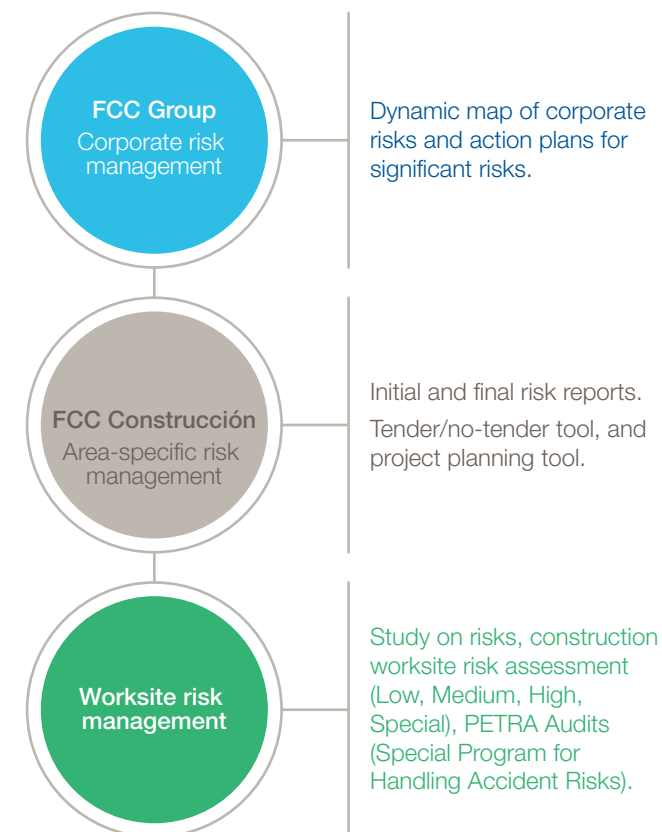 FCC Group
Corporate risk
management
Dynamic map of corporate
risks and action plans for
significant risks.
FCC Construcción
Area-specific risk
management
Initial and final risk reports.
Tender/no-tender tool, and
project planning tool.
Worksite risk
management
Study on risks, construction
worksite risk assessment
(Low, Medium, High,
Special), PETRA Audits
(Special Program for
Handling Accident Risks).